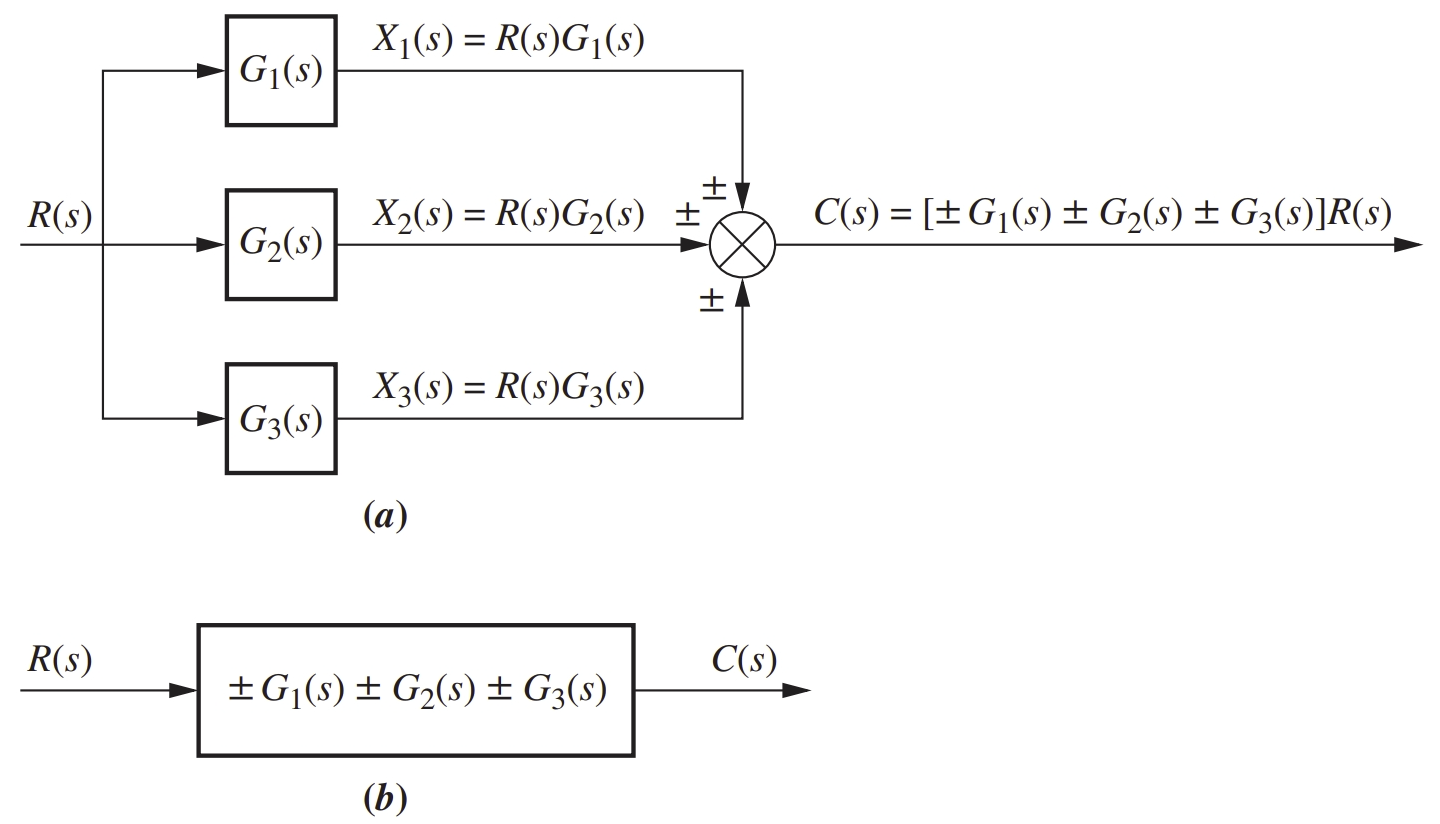 X₁(s) = R(s)G₁(s)
G₁(s)
±
R(s)
X₂(s) = R(s)G₂(s)
±
C(s) = [± G₁(s) ± G₂(s) ± G₃(s)]R(s)
G₂(s)
±
X₃(s) = R(s)G₃(s)
G₃(s)
(a)
R(s)
C(s)
± G₁(s) ± G₂(s) ± G₃(s)
(b)